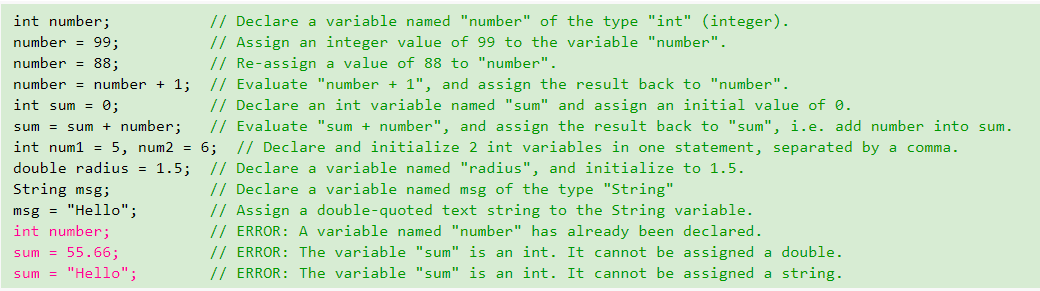 int number;            // Declare a variable named "number" of the type "int" (integer).
number = 99;           // Assign an integer value of 99 to the variable "number".
number = 88;           // Re-assign a value of 88 to "number".
number = number + 1;  // Evaluate "number + 1", and assign the result back to "number".
int sum = 0;           // Declare an int variable named "sum" and assign an initial value of 0.
sum = sum + number;   // Evaluate "sum + number", and assign the result back to "sum", i.e. add number into sum.
int num1 = 5, num2 = 6;  // Declare and initialize 2 int variables in one statement, separated by a comma.
double radius = 1.5;  // Declare a variable named "radius", and initialize to 1.5.
String msg;            // Declare a variable named msg of the type "String"
msg = "Hello";         // Assign a double-quoted text string to the String variable.
int number;            // ERROR: A variable named "number" has already been declared.
sum = 55.66;           // ERROR: The variable "sum" is an int. It cannot be assigned a double.
sum = "Hello";         // ERROR: The variable "sum" is an int. It cannot be assigned a string.